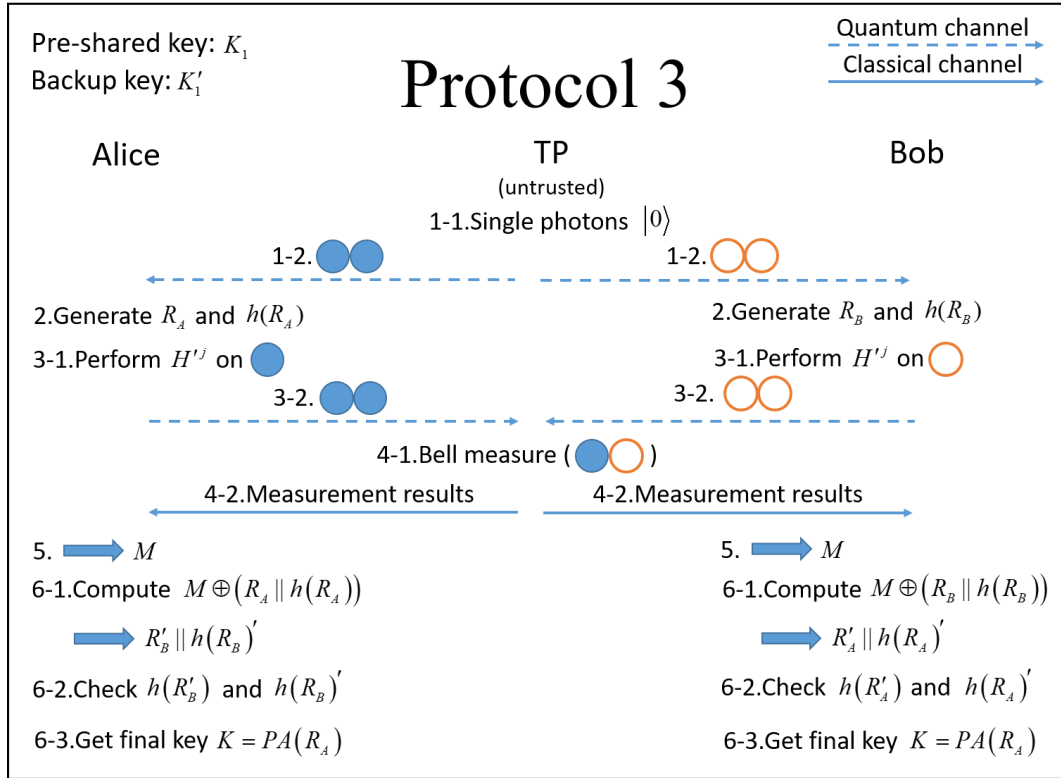 Pre-shared key: K₁
Quantum channel
Backup key: K₁′
Classical channel
Protocol 3
Alice
TP
Bob
(untrusted)
1-1.Single photons |0⟩
1-2.
1-2.
2.Generate R_A and h(R_A)
2.Generate R_B and h(R_B)
3-1.Perform H′ʲ on
3-1.Perform H′ʲ on
3-2.
3-2.
4-1.Bell measure ( )
4-2.Measurement results
4-2.Measurement results
5. M
5. M
6-1.Compute M⊕(R_A || h(R_A))
6-1.Compute M⊕(R_B || h(R_B))
R′_B || h(R_B)′
R′_A || h(R_A)′
6-2.Check h(R′_B) and h(R_B)′
6-2.Check h(R′_A) and h(R_A)′
6-3.Get final key K = PA(R_A)
6-3.Get final key K = PA(R_A)